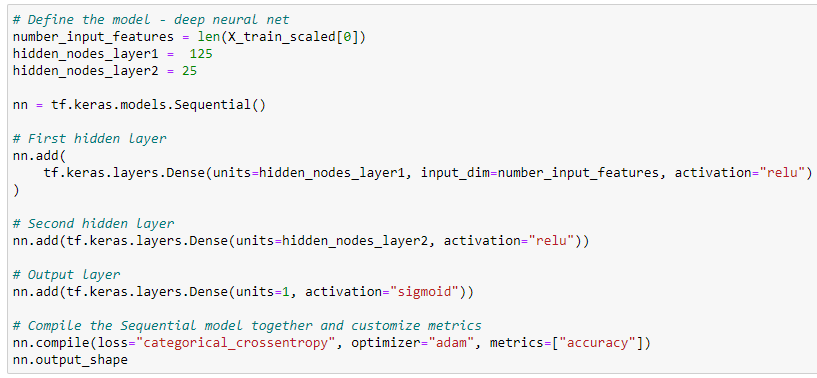 # Define the model - deep neural net
number_input_features = len(X_train_scaled[0])
hidden_nodes_layer1 =  125
hidden_nodes_layer2 = 25

nn = tf.keras.models.Sequential()

# First hidden layer
nn.add(
    tf.keras.layers.Dense(units=hidden_nodes_layer1, input_dim=number_input_features, activation="relu")
)

# Second hidden layer
nn.add(tf.keras.layers.Dense(units=hidden_nodes_layer2, activation="relu"))

# Output layer
nn.add(tf.keras.layers.Dense(units=1, activation="sigmoid"))

# Compile the Sequential model together and customize metrics
nn.compile(loss="categorical_crossentropy", optimizer="adam", metrics=["accuracy"])
nn.output_shape